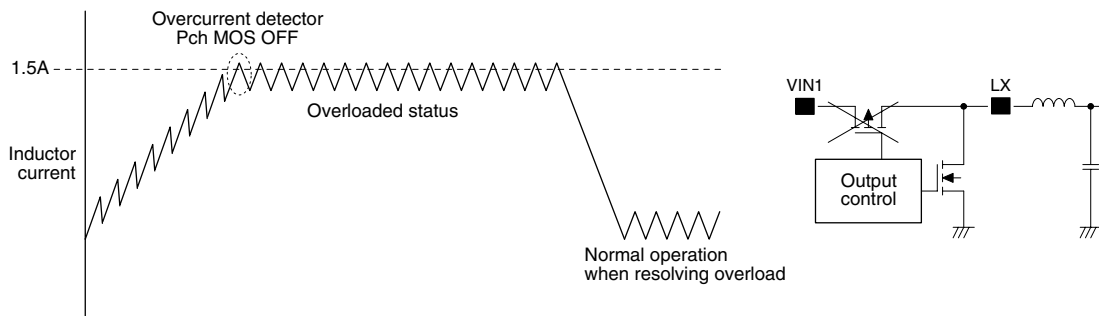 Overcurrent detector
Pch MOS OFF
1.5A
Overloaded status
Inductor
current
Normal operation
when resolving overload
VIN1
LX
Output
control